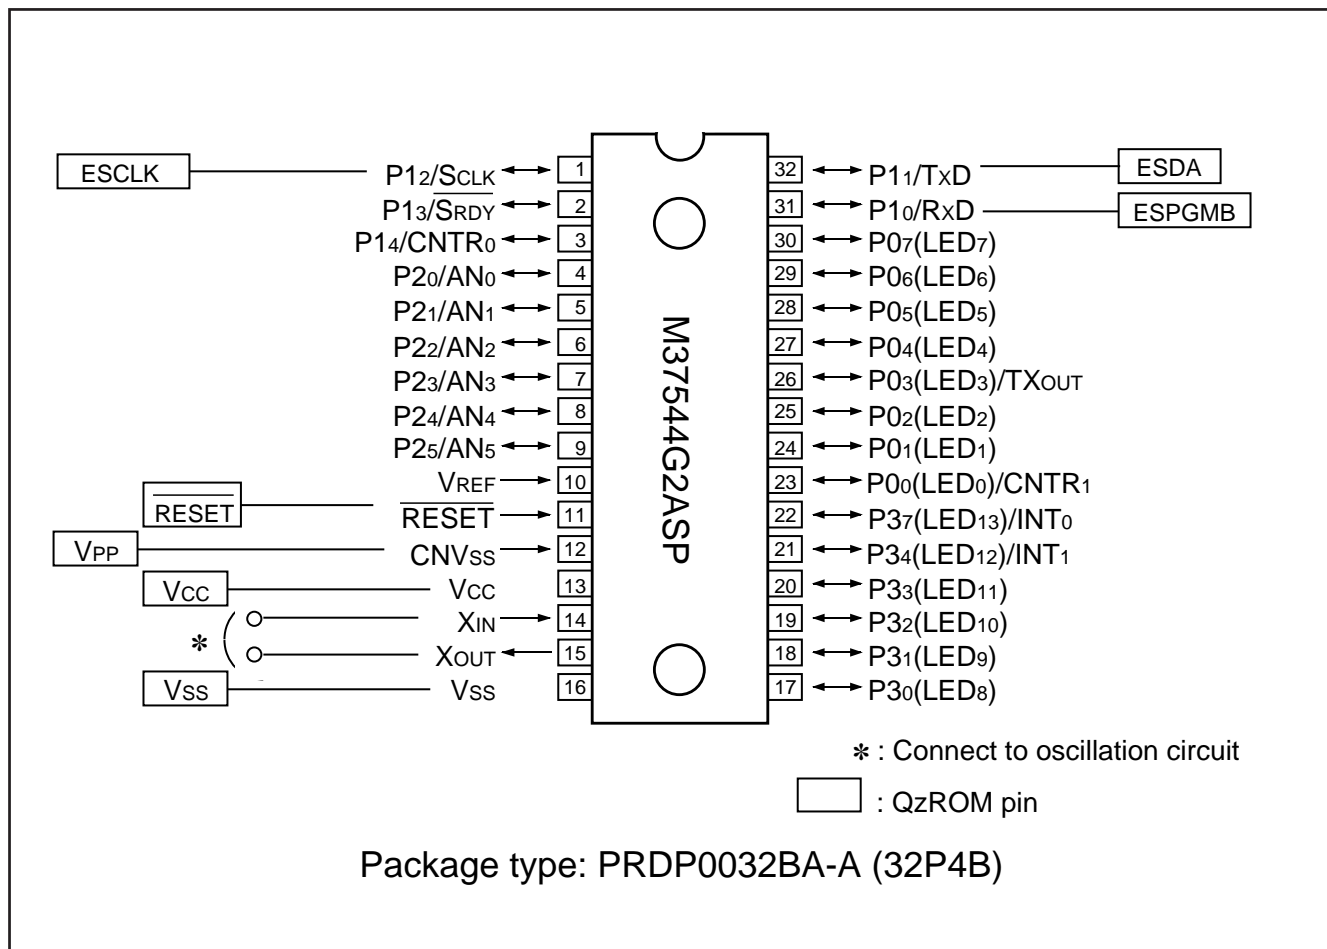 ESCLK P12/SCLK 1 32 P11/TXD ESDA
P13/SRDY 2 31 P10/RXD ESPGMB
P14/CNTR0 3 30 P07(LED7)
P20/AN0 4 29 P06(LED6)
P21/AN1 5 28 P05(LED5)
P22/AN2 6 27 P04(LED4)
P23/AN3 7 26 P03(LED3)/TXOUT
P24/AN4 8 25 P02(LED2)
P25/AN5 9 24 P01(LED1)
VREF 10 23 P00(LED0)/CNTR1
RESET RESET 11 22 P37(LED13)/INT0
VPP CNVSS 12 21 P34(LED12)/INT1
VCC VCC 13 20 P33(LED11)
XIN 14 19 P32(LED10)
* XOUT 15 18 P31(LED9)
VSS VSS 16 17 P30(LED8)
M37544G2ASP
* : Connect to oscillation circuit
: QzROM pin
Package type: PRDP0032BA-A (32P4B)